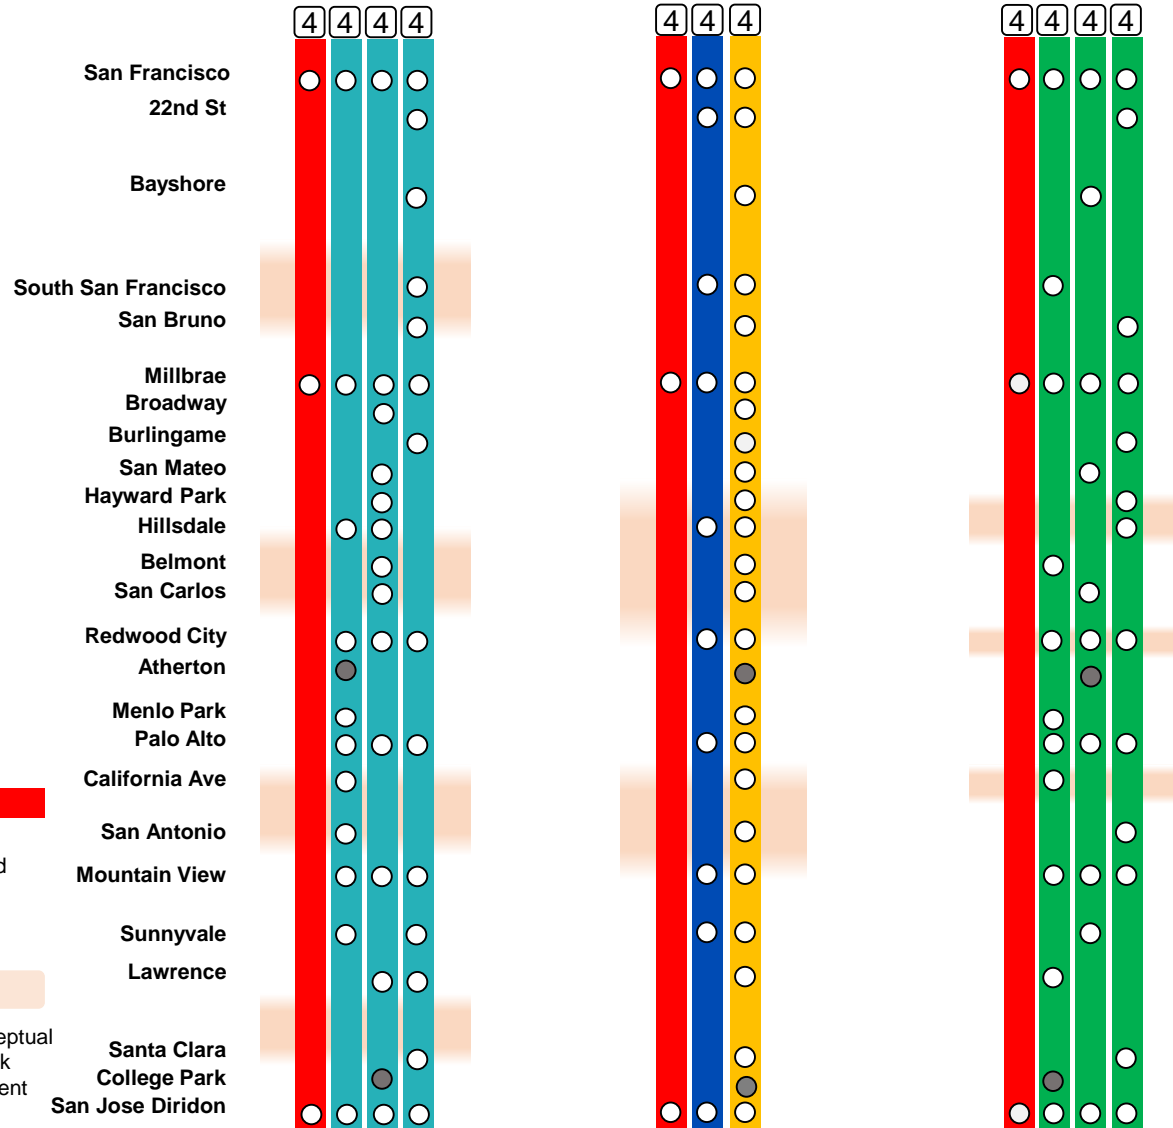 4 4 4 4 4 4 4 4 4 4 4
San Francisco
22nd St
Bayshore
South San Francisco
San Bruno
Millbrae
Broadway
Burlingame
San Mateo
Hayward Park
Hillsdale
Belmont
San Carlos
Redwood City
Atherton
Menlo Park
Palo Alto
California Ave
San Antonio
d
Mountain View
Sunnyvale
Lawrence
eptual
Santa Clara
k
College Park
ent
San Jose Diridon